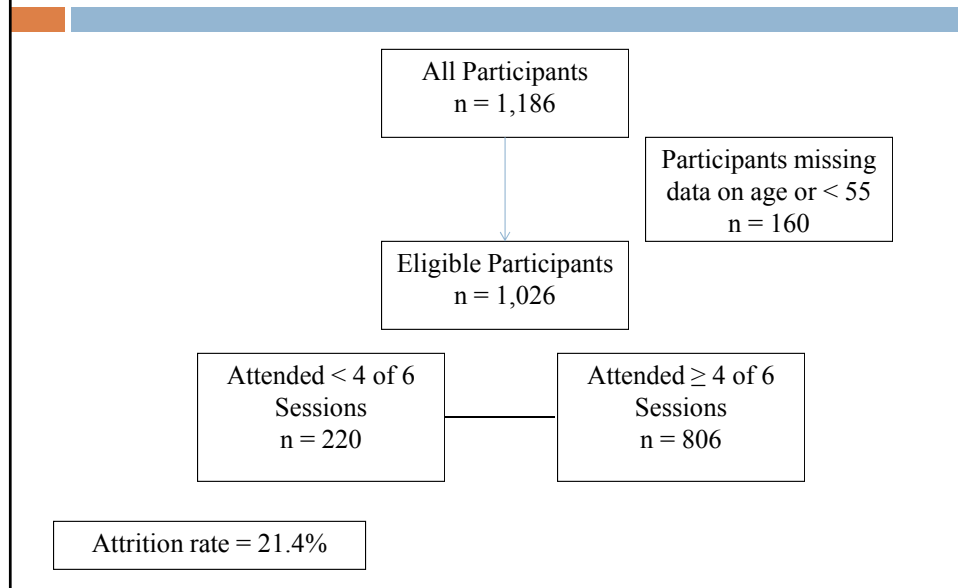 All Participants
n = 1,186
Participants missing
data on age or < 55
n = 160
Eligible Participants
n = 1,026
Attended < 4 of 6
Sessions
n = 220
Attended ≥ 4 of 6
Sessions
n = 806
Attrition rate = 21.4%